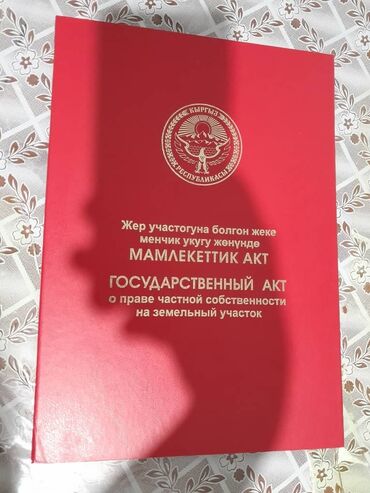 КЫРГЫЗ
РЕСПУБЛИКАСЫ
Жер участогуна болгон жеке
менчик укугу жөнүндө
МАМЛЕКЕТТИК АКТ
ГОСУДАРСТВЕННЫЙ АКТ
о праве частной собственности
на земельный участок